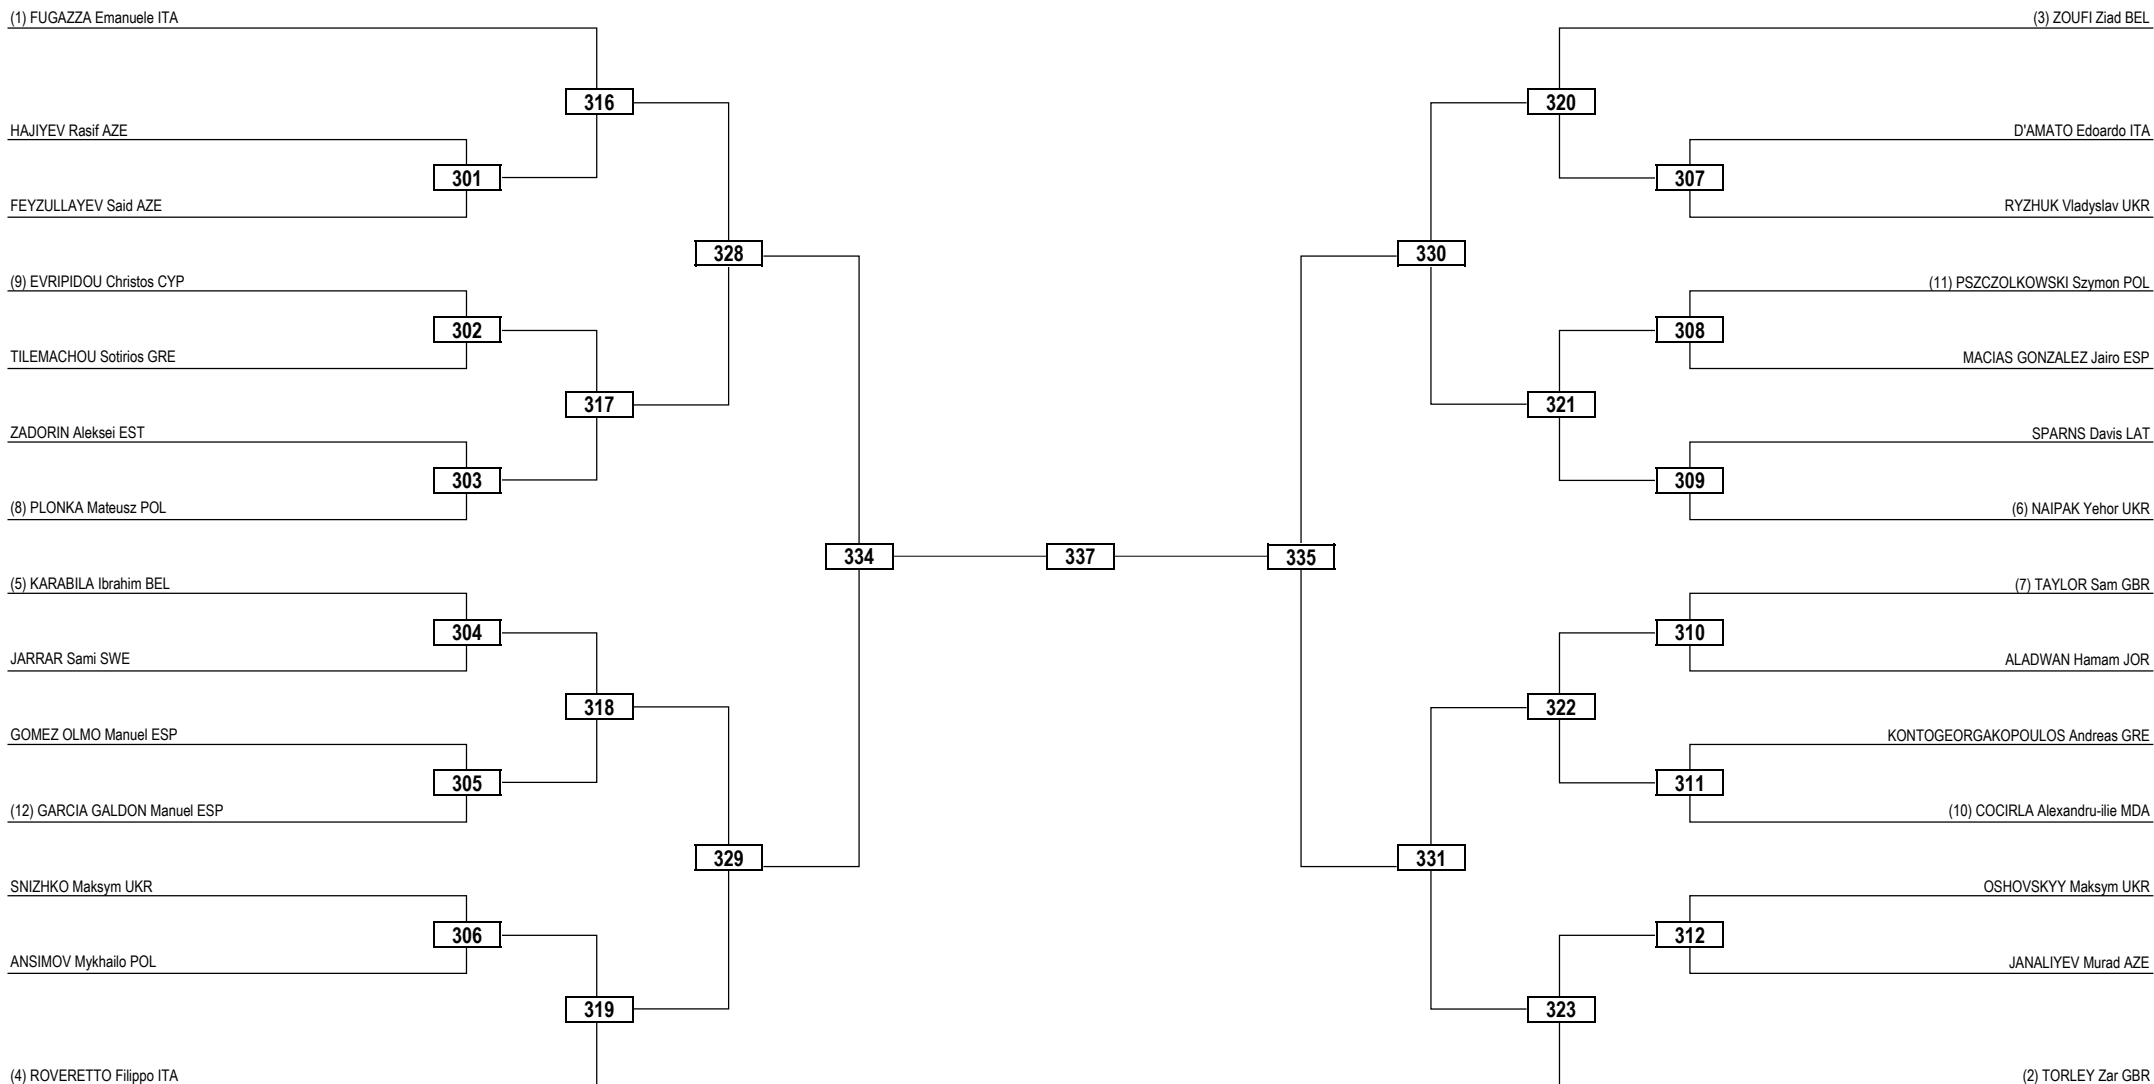 (1) FUGAZZA Emanuele ITA
HAJIYEV Rasif AZE
FEYZULLAYEV Said AZE
(9) EVRIPIDOU Christos CYP
TILEMACHOU Sotirios GRE
ZADORIN Aleksei EST
(8) PLONKA Mateusz POL
(5) KARABILA Ibrahim BEL
JARRAR Sami SWE
GOMEZ OLMO Manuel ESP
(12) GARCIA GALDON Manuel ESP
SNIZHKO Maksym UKR
ANSIMOV Mykhailo POL
(4) ROVERETTO Filippo ITA
301
302
303
304
305
306
316
317
318
319
328
329
334
337
335
330
331
320
321
322
323
307
308
309
310
311
312
(3) ZOUFI Ziad BEL
D'AMATO Edoardo ITA
RYZHUK Vladyslav UKR
(11) PSZCZOLKOWSKI Szymon POL
MACIAS GONZALEZ Jairo ESP
SPARNS Davis LAT
(6) NAIPAK Yehor UKR
(7) TAYLOR Sam GBR
ALADWAN Hamam JOR
KONTOGEORGAKOPOULOS Andreas GRE
(10) COCIRLA Alexandru-ilie MDA
OSHOVSKYY Maksym UKR
JANALIYEV Murad AZE
(2) TORLEY Zar GBR